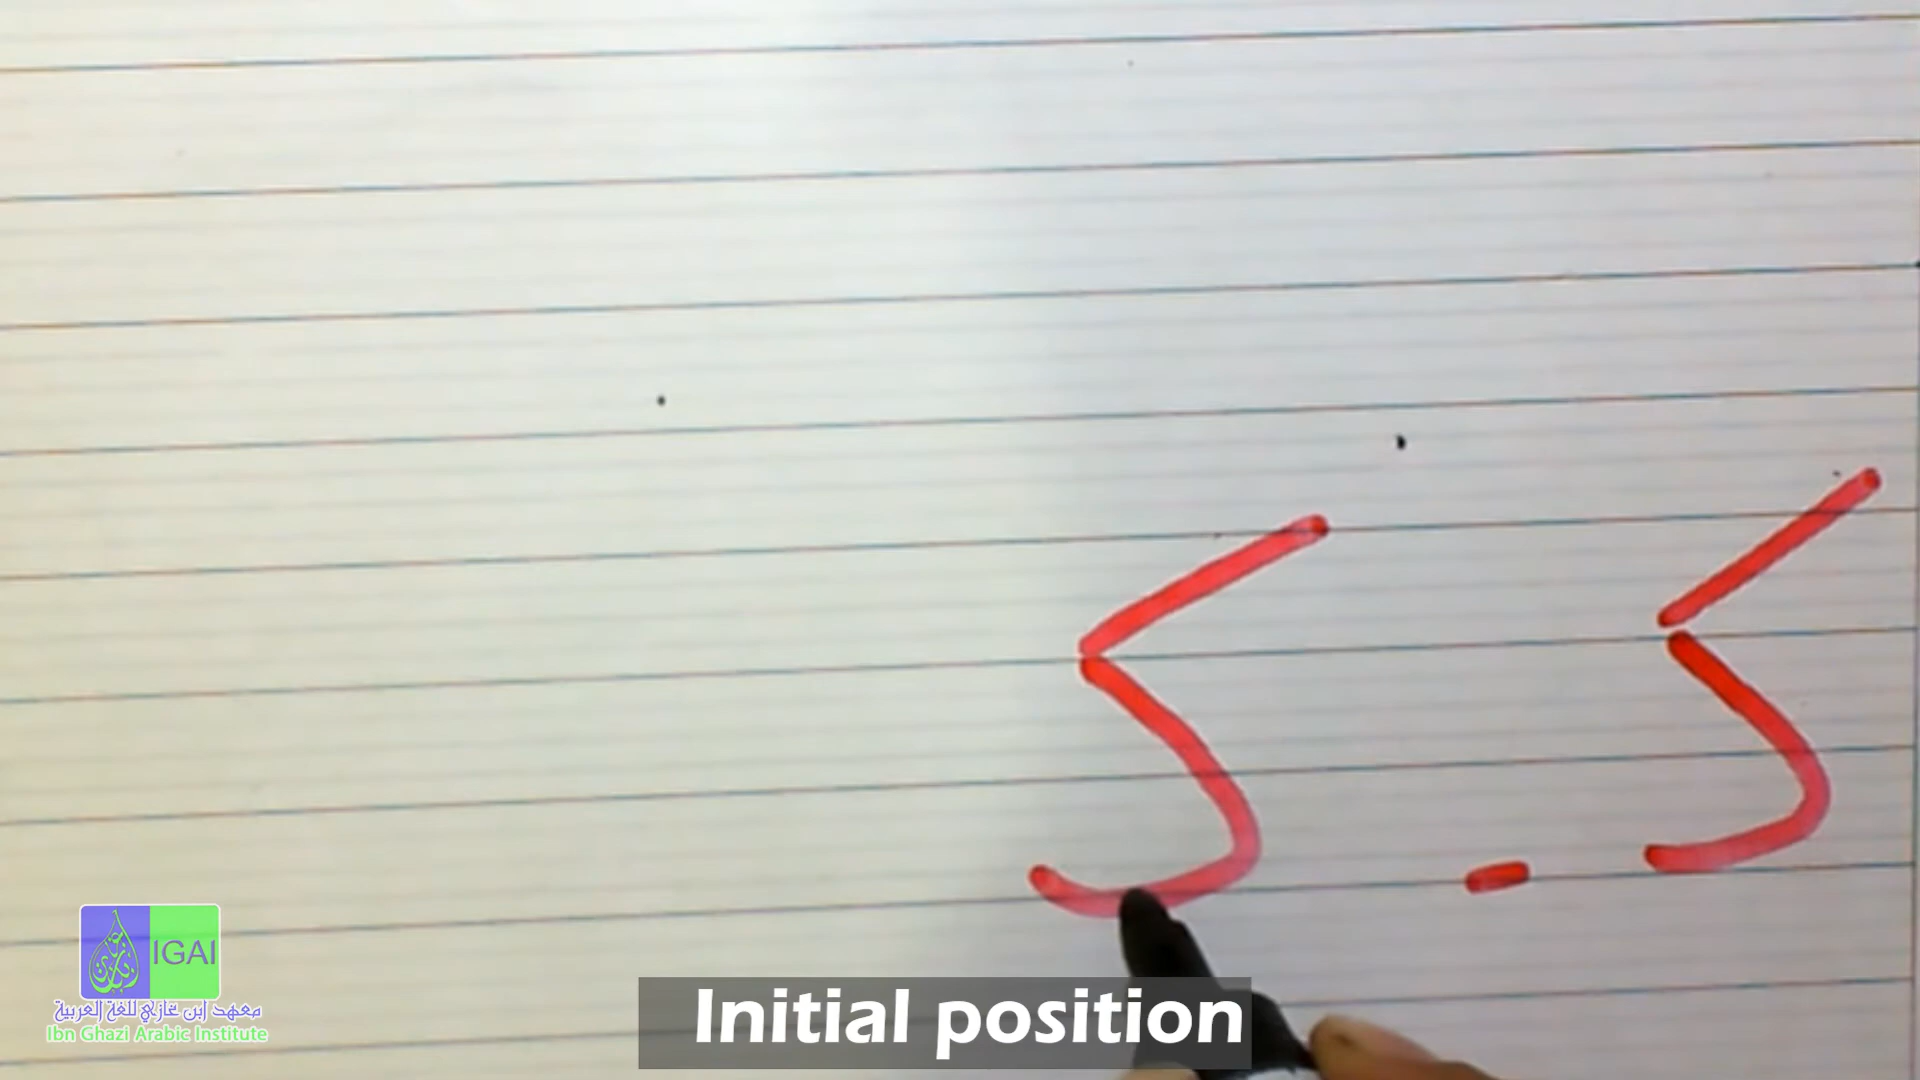 كـ - كـ
IGAI
معهد ابن غازي للغة العربية
Ibn Ghazi Arabic Institute
Initial position